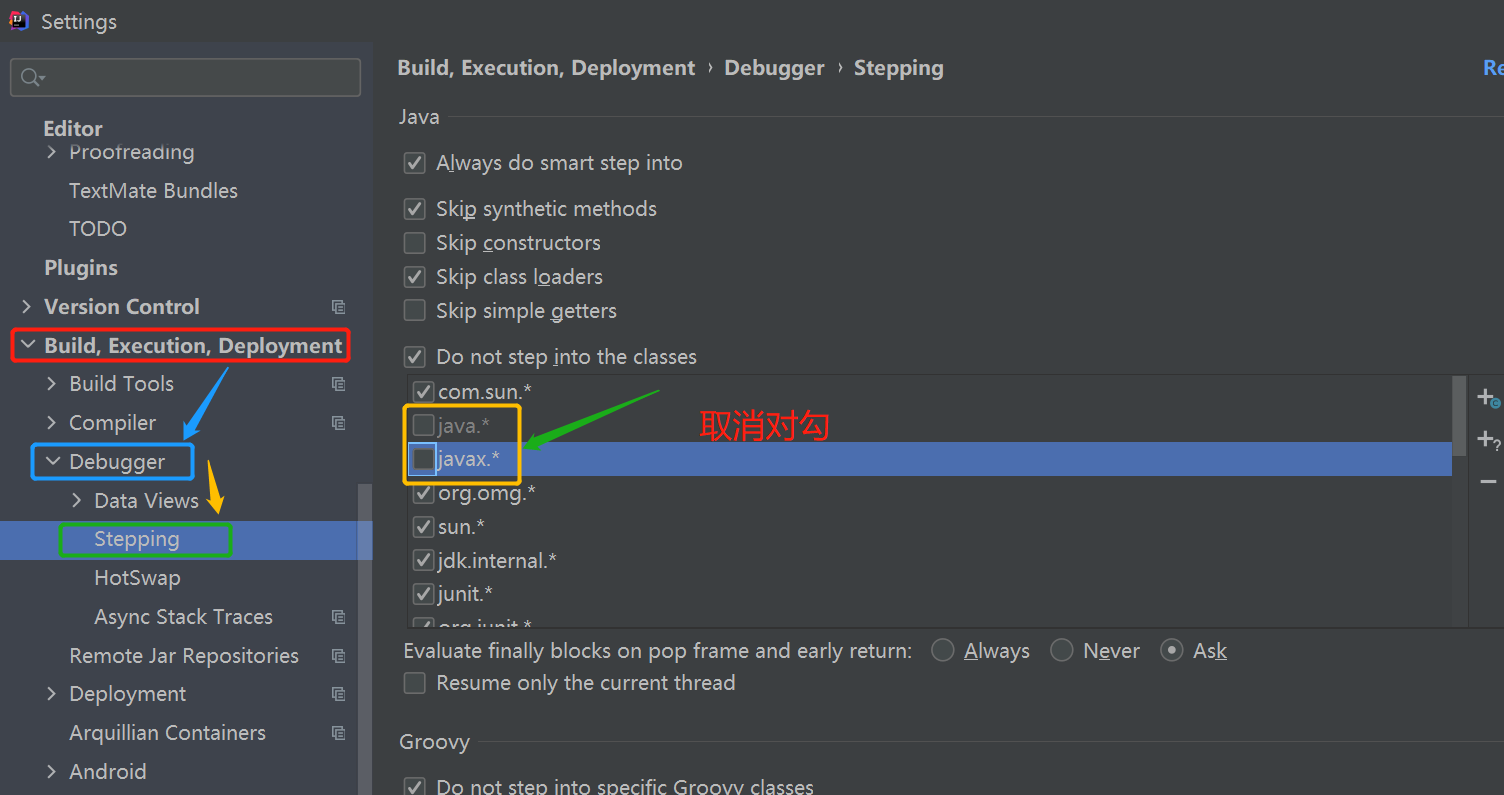 Settings
Editor
Proofreading
TextMate Bundles
TODO
Plugins
Version Control
Build, Execution, Deployment
Build Tools
Compiler
Debugger
Data Views
Stepping
HotSwap
Async Stack Traces
Remote Jar Repositories
Deployment
Arquillian Containers
Android
Build, Execution, Deployment › Debugger › Stepping
Re
Java
Always do smart step into
Skip synthetic methods
Skip constructors
Skip class loaders
Skip simple getters
Do not step into the classes
com.sun.*
java.*
取消对勾
javax.*
org.omg.*
sun.*
jdk.internal.*
junit.*
org.junit.*
Evaluate finally blocks on pop frame and early return: Always Never Ask
Resume only the current thread
Groovy
Do not step into specific Groovy classes